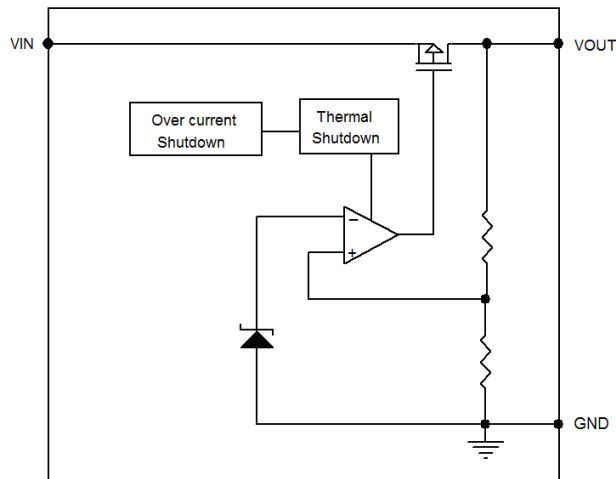 VIN
VOUT
Over current
Shutdown
Thermal
Shutdown
−
+
GND